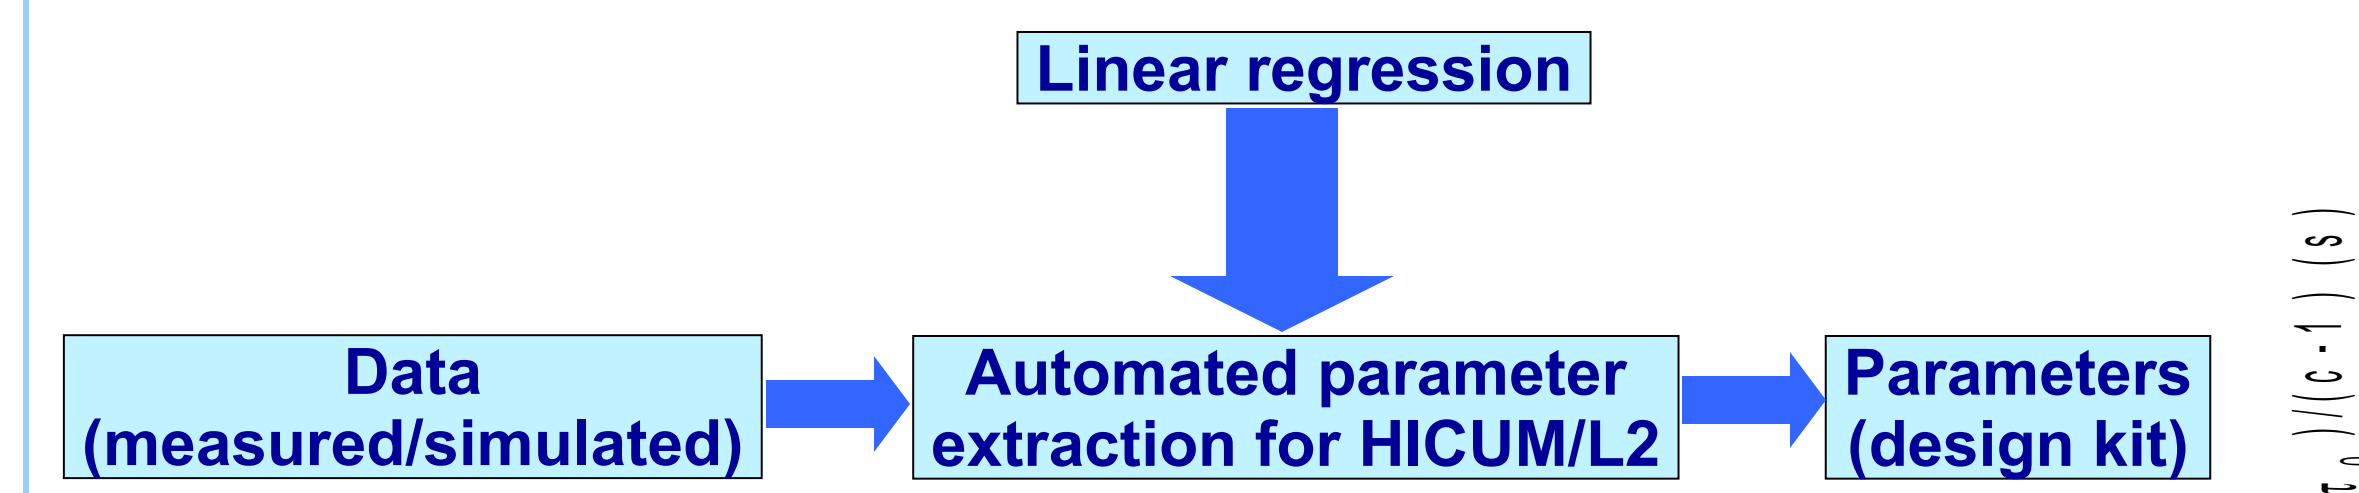 Linear regression
Data
(measured/simulated)
Automated parameter
extraction for HICUM/L2
Parameters
(design kit)